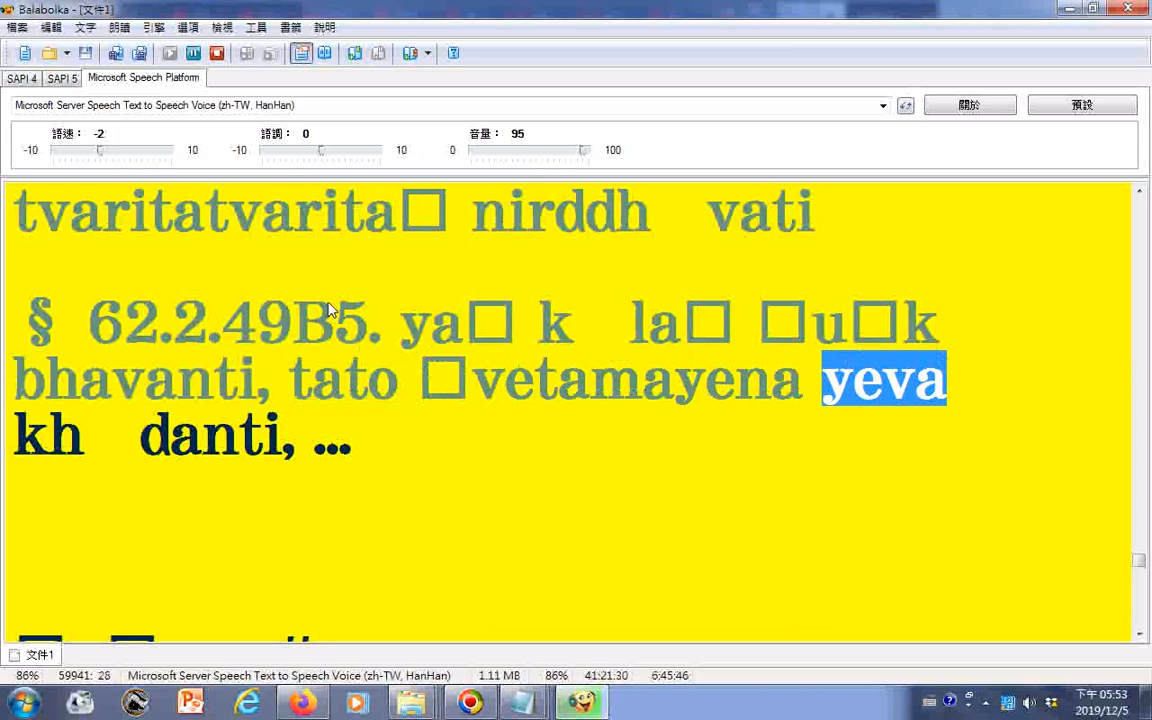 Balabolka - [文件1]
檔案 編輯 文字 朗讀 引擎 選項 檢視 工具 書籤 說明
SAPI 4 SAPI 5 Microsoft Speech Platform
Microsoft Server Speech Text to Speech Voice (zh-TW, HanHan) 關於 預設
語速： -2 語調： 0 音量： 95
-10 10 -10 10 0 100
tvaritatvarita□ nirddh vati
§ 62.2.49B5. ya□ k la□ □u□k
bhavanti, tato □vetamayena yeva
kh danti, ...
文件1
86% 59941: 28 Microsoft Server Speech Text to Speech Voice (zh-TW, HanHan) 1.11 MB 86% 41:21:30 6:45:46
下午 05:53
2019/12/5